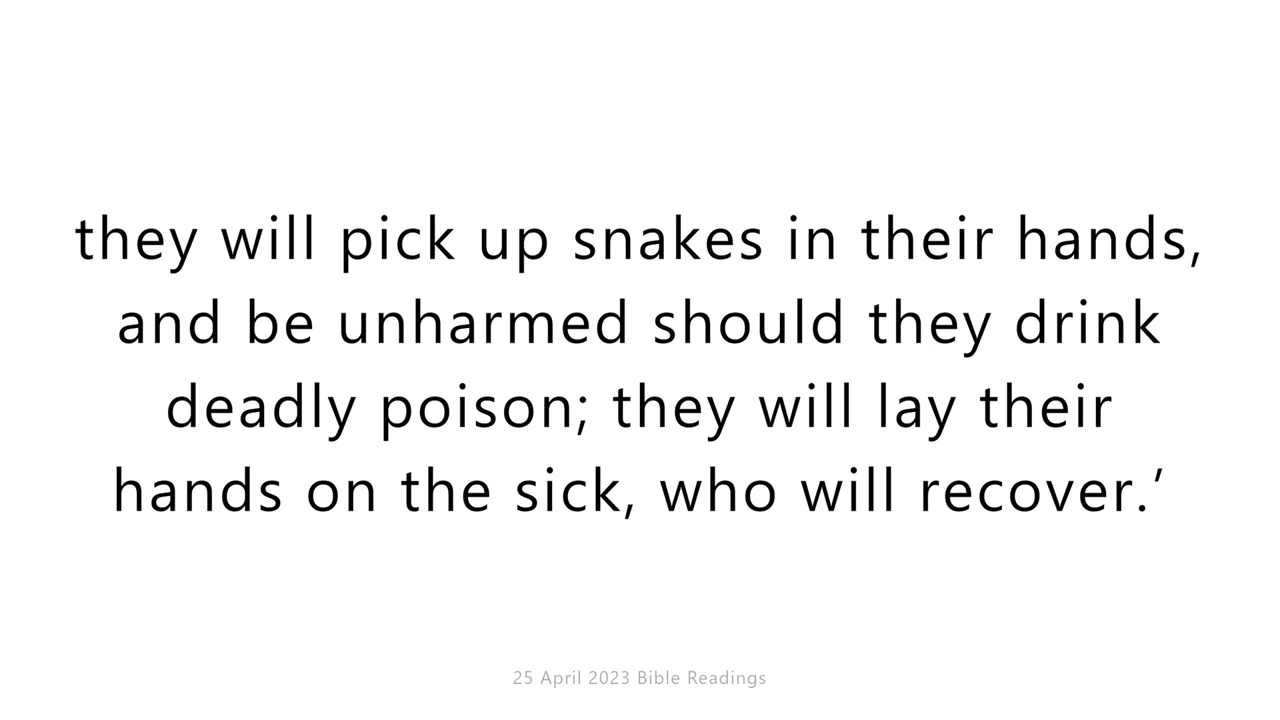 they will pick up snakes in their hands,
and be unharmed should they drink
deadly poison; they will lay their
hands on the sick, who will recover.’
25 April 2023 Bible Readings